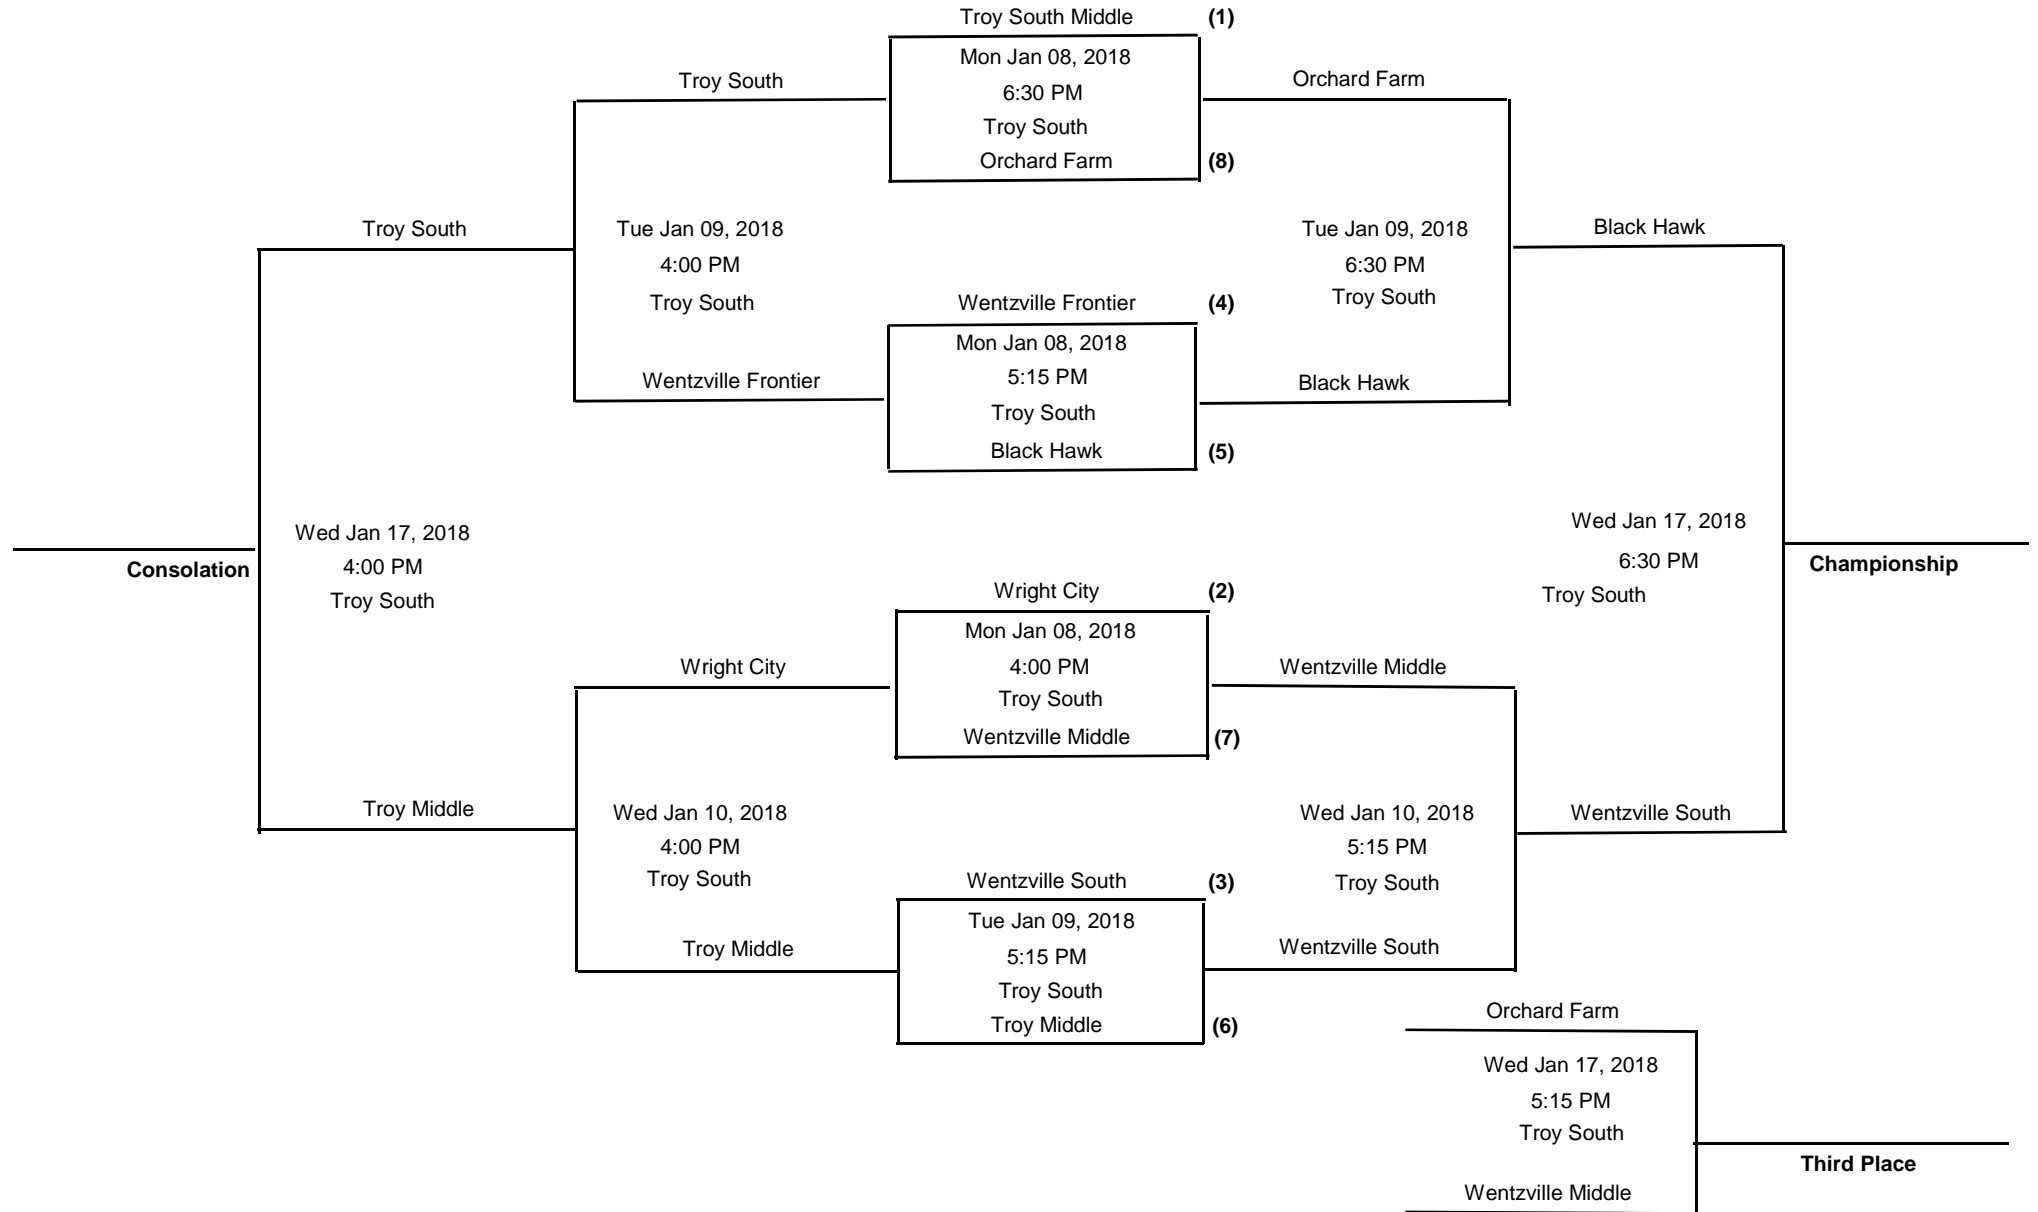 Troy South Middle (1)
Mon Jan 08, 2018
Troy South
Orchard Farm
6:30 PM
Troy South
Orchard Farm (8)
Troy South
Tue Jan 09, 2018
Tue Jan 09, 2018
Black Hawk
4:00 PM
6:30 PM
Troy South
Wentzville Frontier (4)
Troy South
Mon Jan 08, 2018
Wentzville Frontier
5:15 PM
Black Hawk
Troy South
Black Hawk (5)
Wed Jan 17, 2018
Wed Jan 17, 2018
Consolation
4:00 PM
6:30 PM
Championship
Troy South
Wright City (2)
Troy South
Mon Jan 08, 2018
Wright City
4:00 PM
Wentzville Middle
Troy South
Wentzville Middle (7)
Troy Middle
Wed Jan 10, 2018
Wed Jan 10, 2018
Wentzville South
4:00 PM
5:15 PM
Troy South
Wentzville South (3)
Troy South
Tue Jan 09, 2018
Troy Middle
5:15 PM
Wentzville South
Troy South
Troy Middle (6)
Orchard Farm
Wed Jan 17, 2018
5:15 PM
Troy South
Third Place
Wentzville Middle